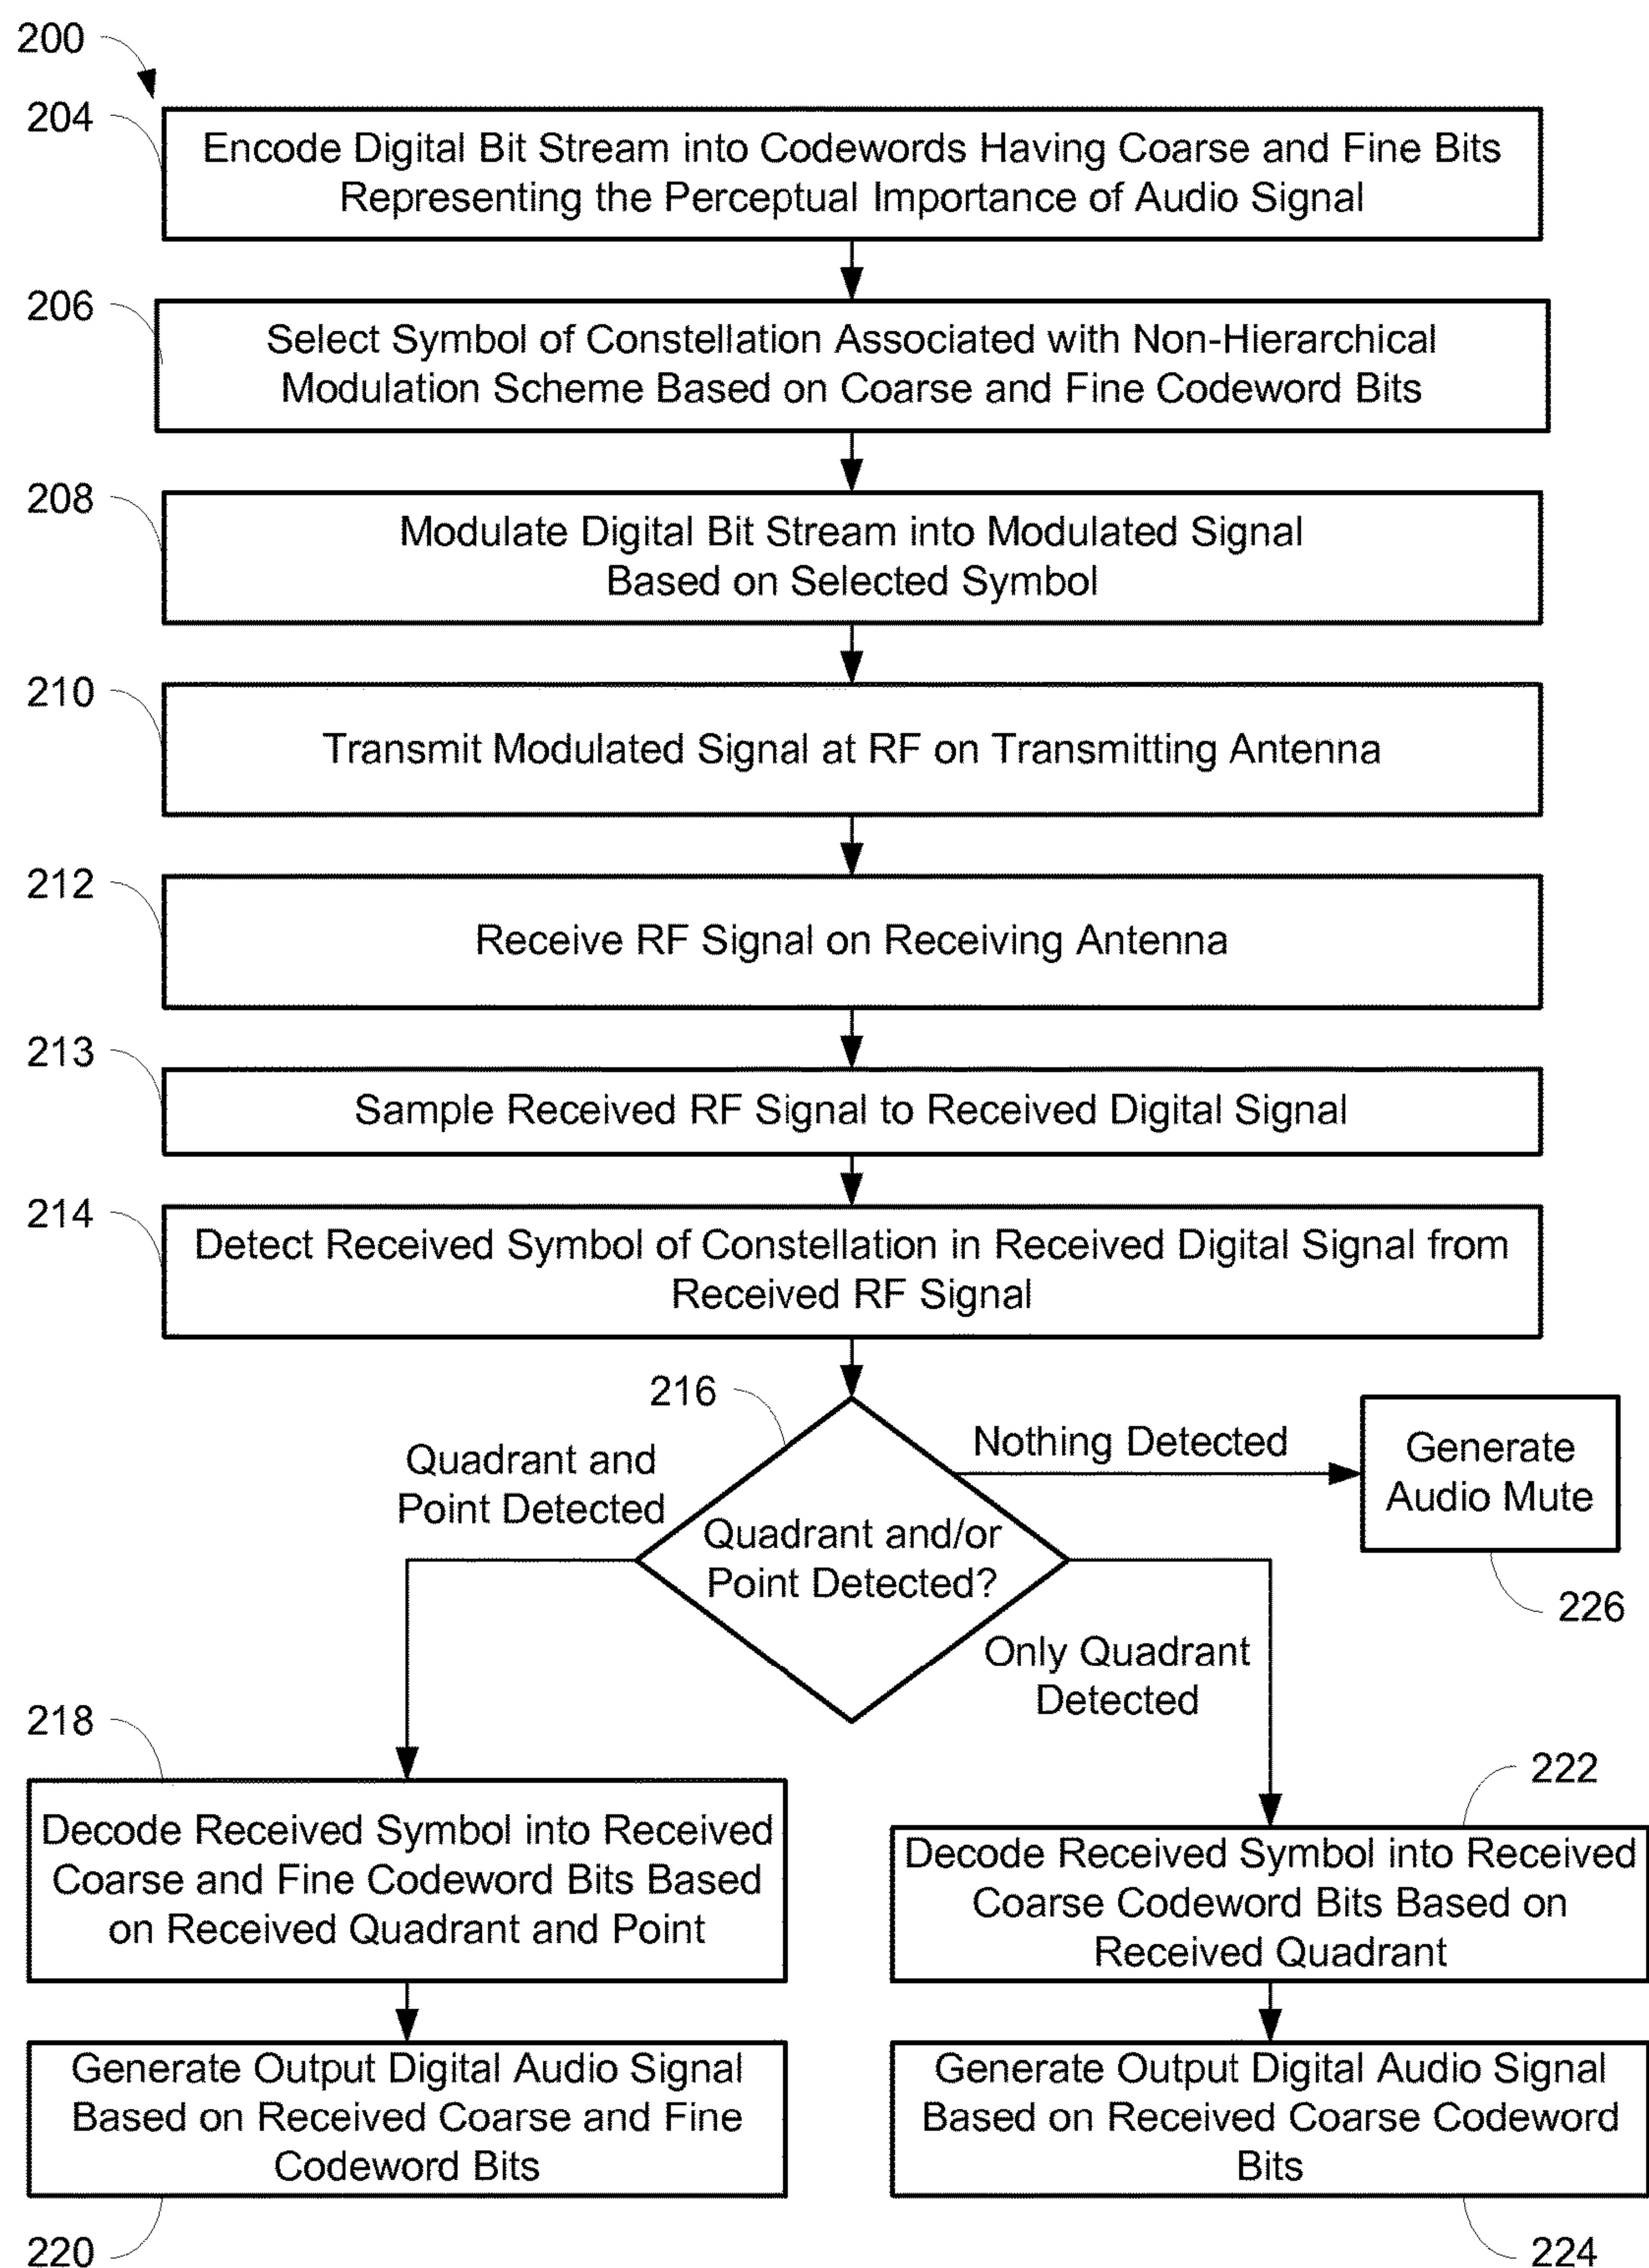 200
204
Encode Digital Bit Stream into Codewords Having Coarse and Fine Bits
Representing the Perceptual Importance of Audio Signal
206
Select Symbol of Constellation Associated with Non-Hierarchical
Modulation Scheme Based on Coarse and Fine Codeword Bits
208
Modulate Digital Bit Stream into Modulated Signal
Based on Selected Symbol
210
Transmit Modulated Signal at RF on Transmitting Antenna
212
Receive RF Signal on Receiving Antenna
213
Sample Received RF Signal to Received Digital Signal
214
Detect Received Symbol of Constellation in Received Digital Signal from
Received RF Signal
216
Quadrant and/or
Point Detected?
Nothing Detected
Generate
Audio Mute
226
Quadrant and
Point Detected
Only Quadrant
Detected
218
Decode Received Symbol into Received
Coarse and Fine Codeword Bits Based
on Received Quadrant and Point
222
Decode Received Symbol into Received
Coarse Codeword Bits Based on
Received Quadrant
Generate Output Digital Audio Signal
Based on Received Coarse and Fine
Codeword Bits
220
Generate Output Digital Audio Signal
Based on Received Coarse Codeword
Bits
224